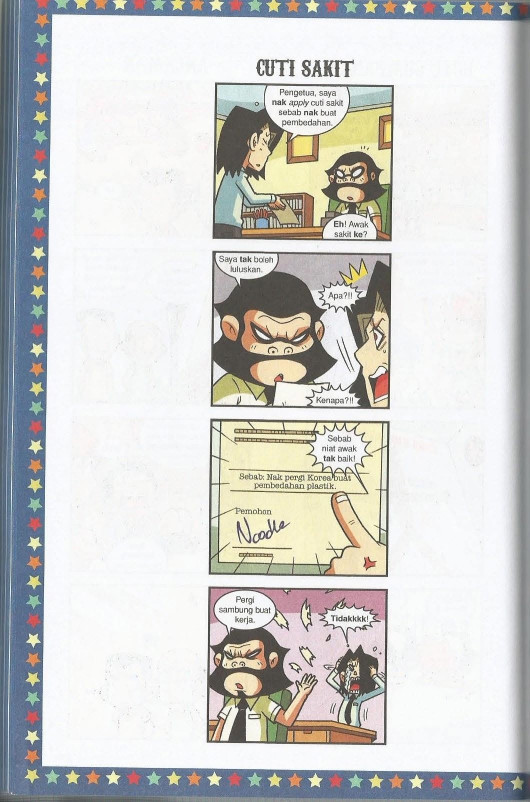 CUTI SAKIT
Pengetua, saya
nak apply cuti sakit
sebab nak buat
pembedahan.
Eh! Awak
sakit ke?
Saya tak boleh
luluskan.
Apa?!!
Kenapa?!!
Sebab
niat awak
tak baik!
Sebab: Nak pergi Korea buat
pembedahan plastik.
Pemohon
Noodle
Pergi
sambung buat
kerja.
Tidakkkk!